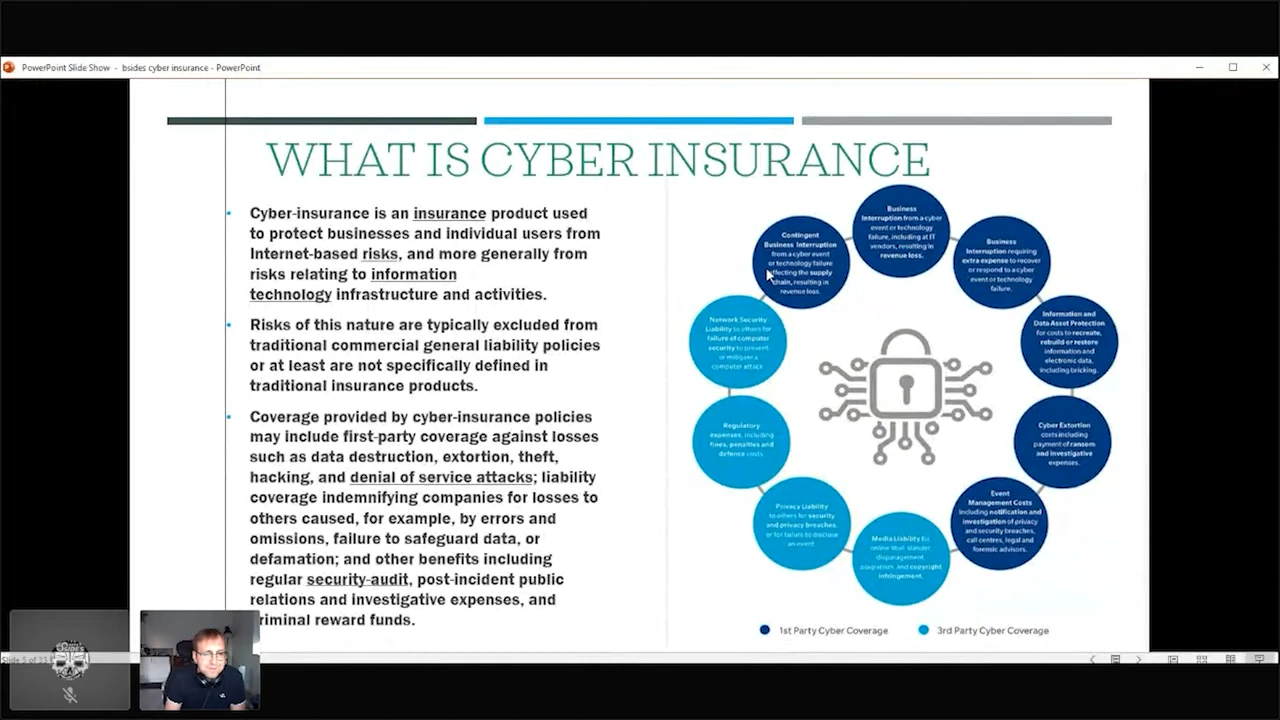 PowerPoint Slide Show - bsides cyber insurance - PowerPoint
WHAT IS CYBER INSURANCE
Cyber-insurance is an insurance product used
to protect businesses and individual users from
Internet-based risks, and more generally from
risks relating to information
technology infrastructure and activities.
Risks of this nature are typically excluded from
traditional commercial general liability policies
or at least are not specifically defined in
traditional insurance products.
Coverage provided by cyber-insurance policies
may include first-party coverage against losses
such as data destruction, extortion, theft,
hacking, and denial of service attacks; liability
coverage indemnifying companies for losses to
others caused, for example, by errors and
omissions, failure to safeguard data, or
defamation; and other benefits including
regular security-audit, post-incident public
relations and investigative expenses, and
criminal reward funds.
Business
Interruption from a cyber
event or technology
failure, including at IT
vendors, resulting in
revenue loss.
Business
Interruption requiring
extra expense to recover
or respond to a cyber
event or technology
failure.
Information and
Data Asset Protection
for costs to recreate,
rebuild or restore
information and
electronic data,
including bricking.
Cyber Extortion
costs including
payment of ransom
and investigative
expenses.
Event
Management Costs
including notification and
investigation of privacy
and security breaches,
call centres, legal and
forensic advisors.
Media Liability for
online libel, slander,
disparagement,
plagiarism, and copyright
infringement.
Privacy Liability
to others for security
and privacy breaches,
or for failure to disclose
an event.
Regulatory
expenses, including
fines, penalties and
defence costs.
Network Security
Liability to others for
failure of computer
security to prevent
or mitigate a
computer attack.
Contingent
Business Interruption
from a cyber event
or technology failure
affecting the supply
chain, resulting in
revenue loss.
1st Party Cyber Coverage
3rd Party Cyber Coverage
Slide 5 of 33
BSIDES